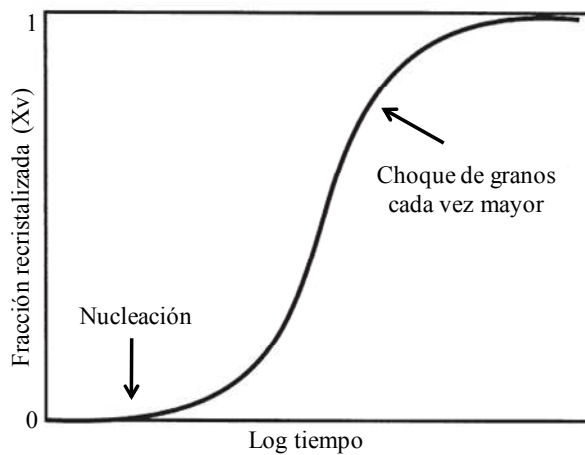 1
Fracción recristalizada (Xv)
Choque de granos
cada vez mayor
Nucleación
0
Log tiempo